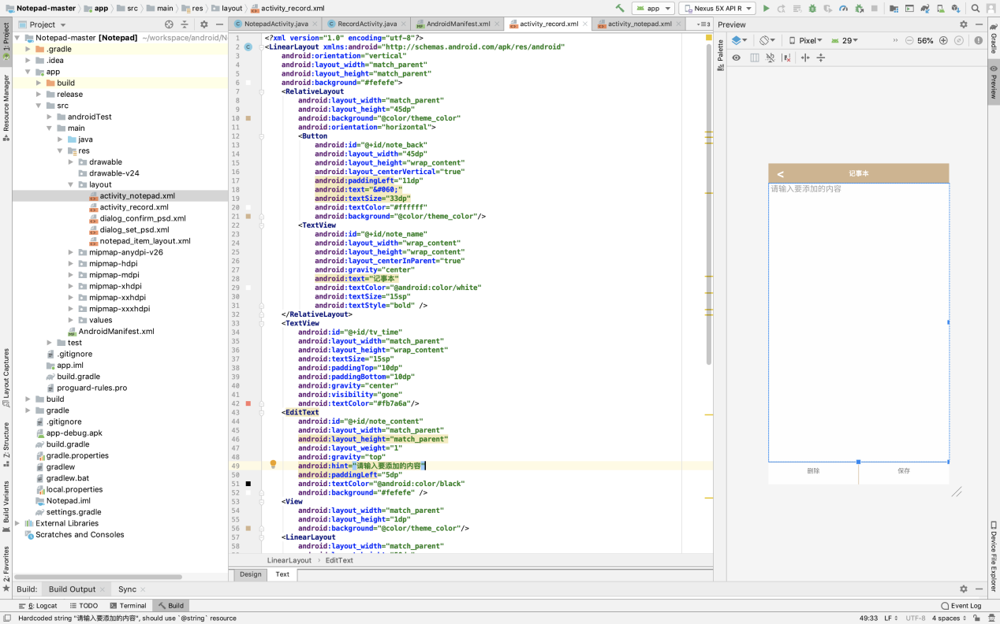 Notepad-master app src main res layout activity_record.xml
app Nexus 5X API R
Project
NotepadActivity.java RecordActivity.java AndroidManifest.xml activity_record.xml activity_notepad.xml
Preview
1: Project
Resource Manager
Layout Captures
Z: Structure
Build Variants
2: Favorites
Notepad-master [Notepad] ~/workspace/android/N
.gradle
.idea
app
build
release
src
androidTest
main
java
res
drawable
drawable-v24
layout
activity_notepad.xml
activity_record.xml
dialog_confirm_psd.xml
dialog_set_psd.xml
notepad_item_layout.xml
mipmap-anydpi-v26
mipmap-hdpi
mipmap-mdpi
mipmap-xhdpi
mipmap-xxhdpi
mipmap-xxxhdpi
values
AndroidManifest.xml
test
.gitignore
app.iml
build.gradle
proguard-rules.pro
build
gradle
.gitignore
app-debug.apk
build.gradle
gradle.properties
gradlew
gradlew.bat
local.properties
Notepad.iml
settings.gradle
External Libraries
Scratches and Consoles
1 <?xml version="1.0" encoding="utf-8"?>
2 <LinearLayout xmlns:android="http://schemas.android.com/apk/res/android"
3 android:orientation="vertical"
4 android:layout_width="match_parent"
5 android:layout_height="match_parent"
6 android:background="#fefefe">
7 <RelativeLayout
8 android:layout_width="match_parent"
9 android:layout_height="45dp"
10 android:background="@color/theme_color"
11 android:orientation="horizontal">
12 <Button
13 android:id="@+id/note_back"
14 android:layout_width="45dp"
15 android:layout_height="wrap_content"
16 android:layout_centerVertical="true"
17 android:paddingLeft="11dp"
18 android:text="&#060;"
19 android:textSize="33dp"
20 android:textColor="#ffffff"
21 android:background="@color/theme_color"/>
22 <TextView
23 android:id="@+id/note_name"
24 android:layout_width="wrap_content"
25 android:layout_height="wrap_content"
26 android:layout_centerInParent="true"
27 android:gravity="center"
28 android:text="记事本"
29 android:textColor="@android:color/white"
30 android:textSize="15sp"
31 android:textStyle="bold" />
32 </RelativeLayout>
33 <TextView
34 android:id="@+id/tv_time"
35 android:layout_width="match_parent"
36 android:layout_height="wrap_content"
37 android:textSize="15sp"
38 android:paddingTop="10dp"
39 android:paddingBottom="10dp"
40 android:gravity="center"
41 android:visibility="gone"
42 android:textColor="#fb7a6a"/>
43 <EditText
44 android:id="@+id/note_content"
45 android:layout_width="match_parent"
46 android:layout_height="match_parent"
47 android:layout_weight="1"
48 android:gravity="top"
49 android:hint="请输入要添加的内容"
50 android:paddingLeft="5dp"
51 android:textColor="@android:color/black"
52 android:background="#fefefe" />
53 <View
54 android:layout_width="match_parent"
55 android:layout_height="1dp"
56 android:background="@color/theme_color"/>
57 <LinearLayout
58 android:layout_width="match_parent"
LinearLayout › EditText
Design Text
Palette
Pixel 29 » 56%
< 记事本
请输入要添加的内容
删除 保存
Gradle
Preview
Device File Explorer
Build: Build Output × Sync ×
6: Logcat TODO Terminal Build Event Log
Hardcoded string "请输入要添加的内容", should use `@string` resource 49:33 LF UTF-8 4 spaces